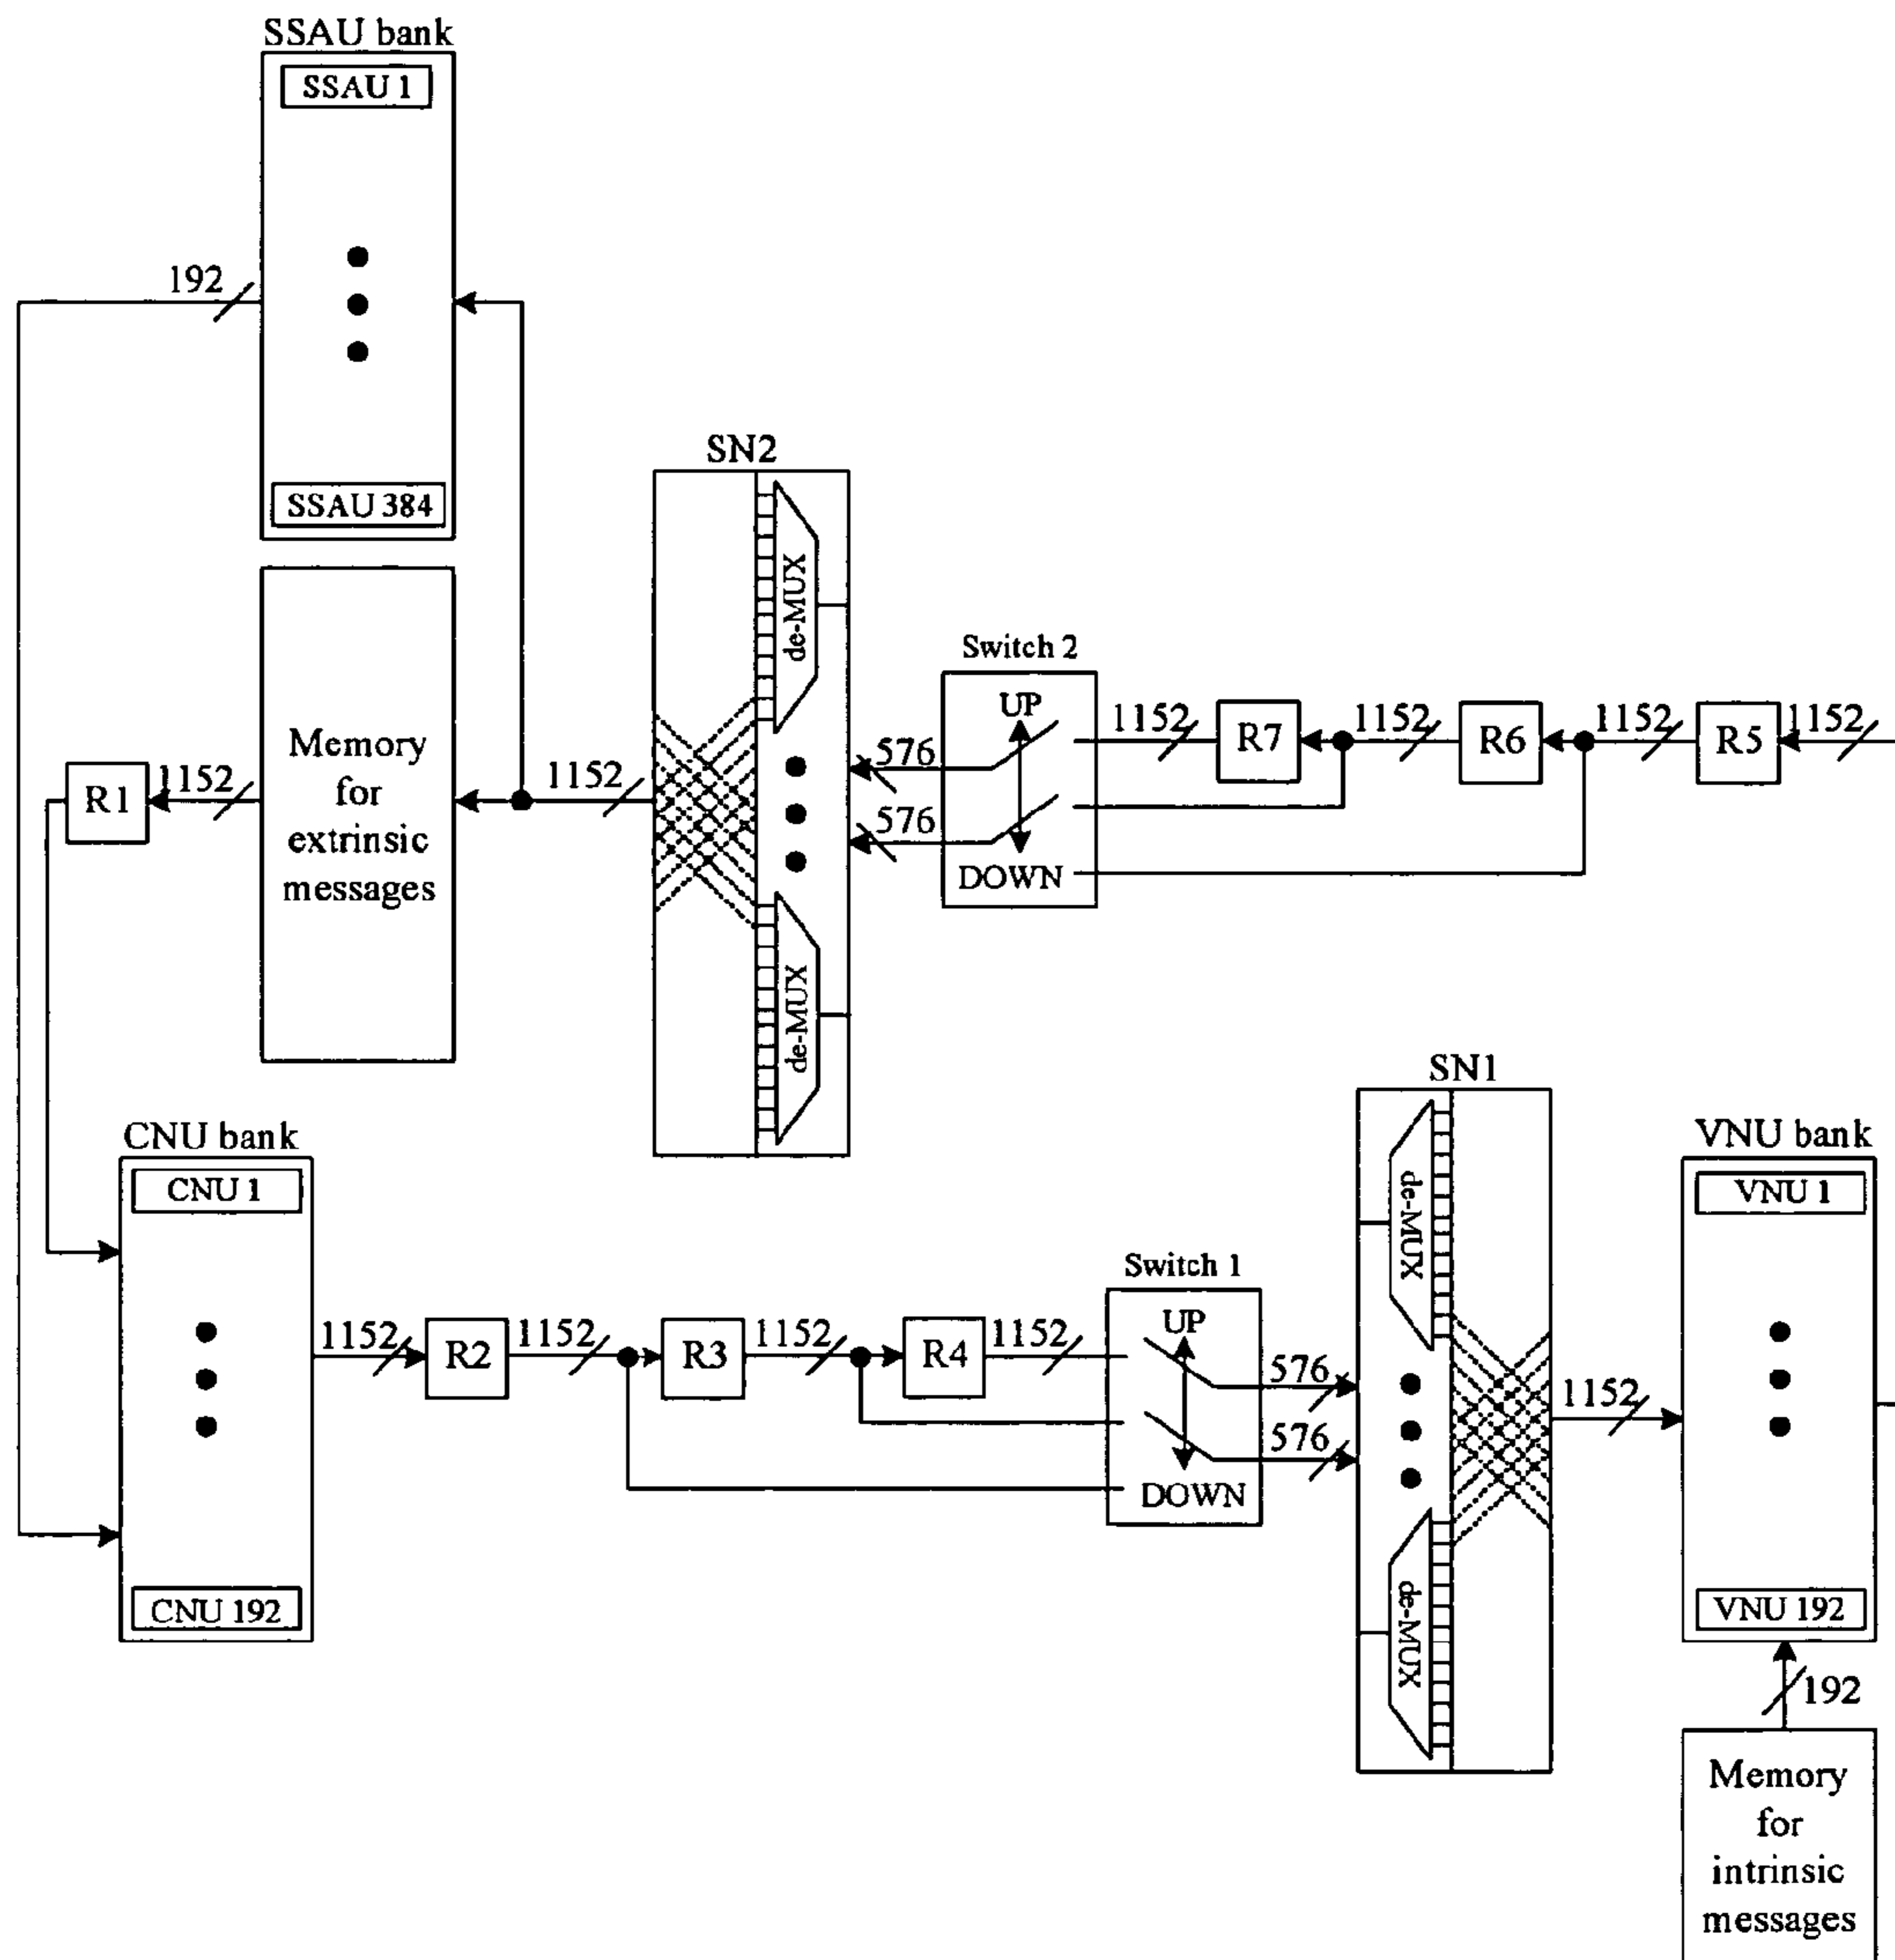 SSAU bank
SSAU 1
192
SSAU 384
SN2
de-MUX
Switch 2
UP
1152
R7
1152
R6
1152
R5
1152
576
576
DOWN
Memory
for
extrinsic
messages
1152
R1
1152
de-MUX
SN1
CNU bank
CNU 1
VNU bank
VNU 1
de-MUX
Switch 1
UP
1152
R2
1152
R3
1152
R4
1152
576
576
1152
DOWN
CNU 192
de-MUX
VNU 192
192
Memory
for
intrinsic
messages